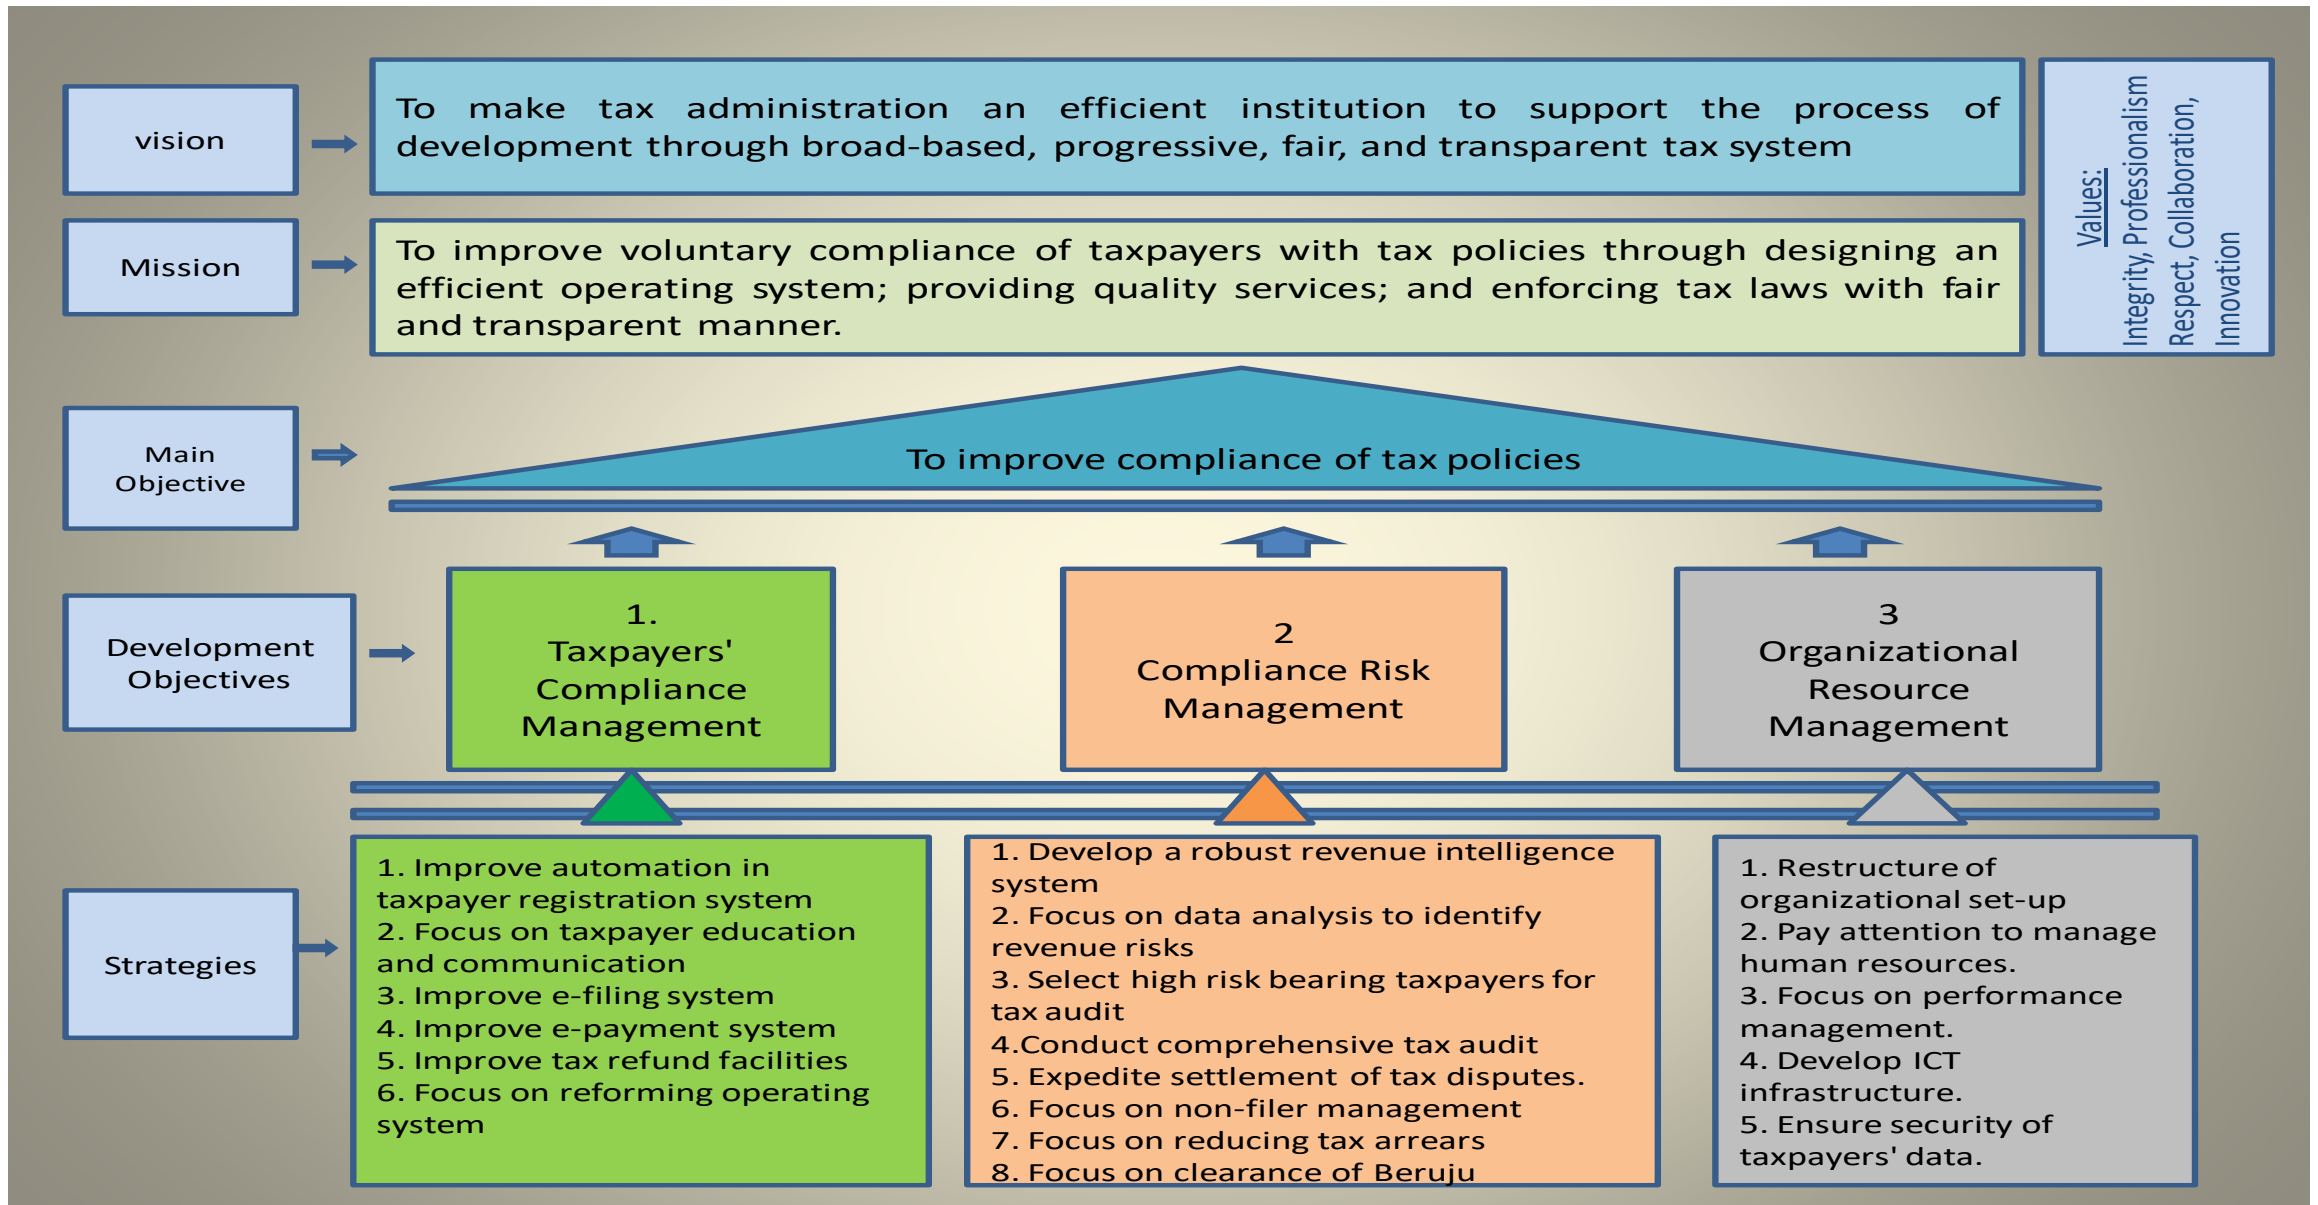 vision
To make tax administration an efficient institution to support the process of
development through broad-based, progressive, fair, and transparent tax system
Values:
Integrity, Professionalism
Respect, Collaboration,
Innovation
Mission
To improve voluntary compliance of taxpayers with tax policies through designing an
efficient operating system; providing quality services; and enforcing tax laws with fair
and transparent manner.
Main
Objective
To improve compliance of tax policies
Development
Objectives
1.
Taxpayers'
Compliance
Management
2
Compliance Risk
Management
3
Organizational
Resource
Management
Strategies
1. Improve automation in
taxpayer registration system
2. Focus on taxpayer education
and communication
3. Improve e-filing system
4. Improve e-payment system
5. Improve tax refund facilities
6. Focus on reforming operating
system
1. Develop a robust revenue intelligence
system
2. Focus on data analysis to identify
revenue risks
3. Select high risk bearing taxpayers for
tax audit
4.Conduct comprehensive tax audit
5. Expedite settlement of tax disputes.
6. Focus on non-filer management
7. Focus on reducing tax arrears
8. Focus on clearance of Beruju
1. Restructure of
organizational set-up
2. Pay attention to manage
human resources.
3. Focus on performance
management.
4. Develop ICT
infrastructure.
5. Ensure security of
taxpayers' data.